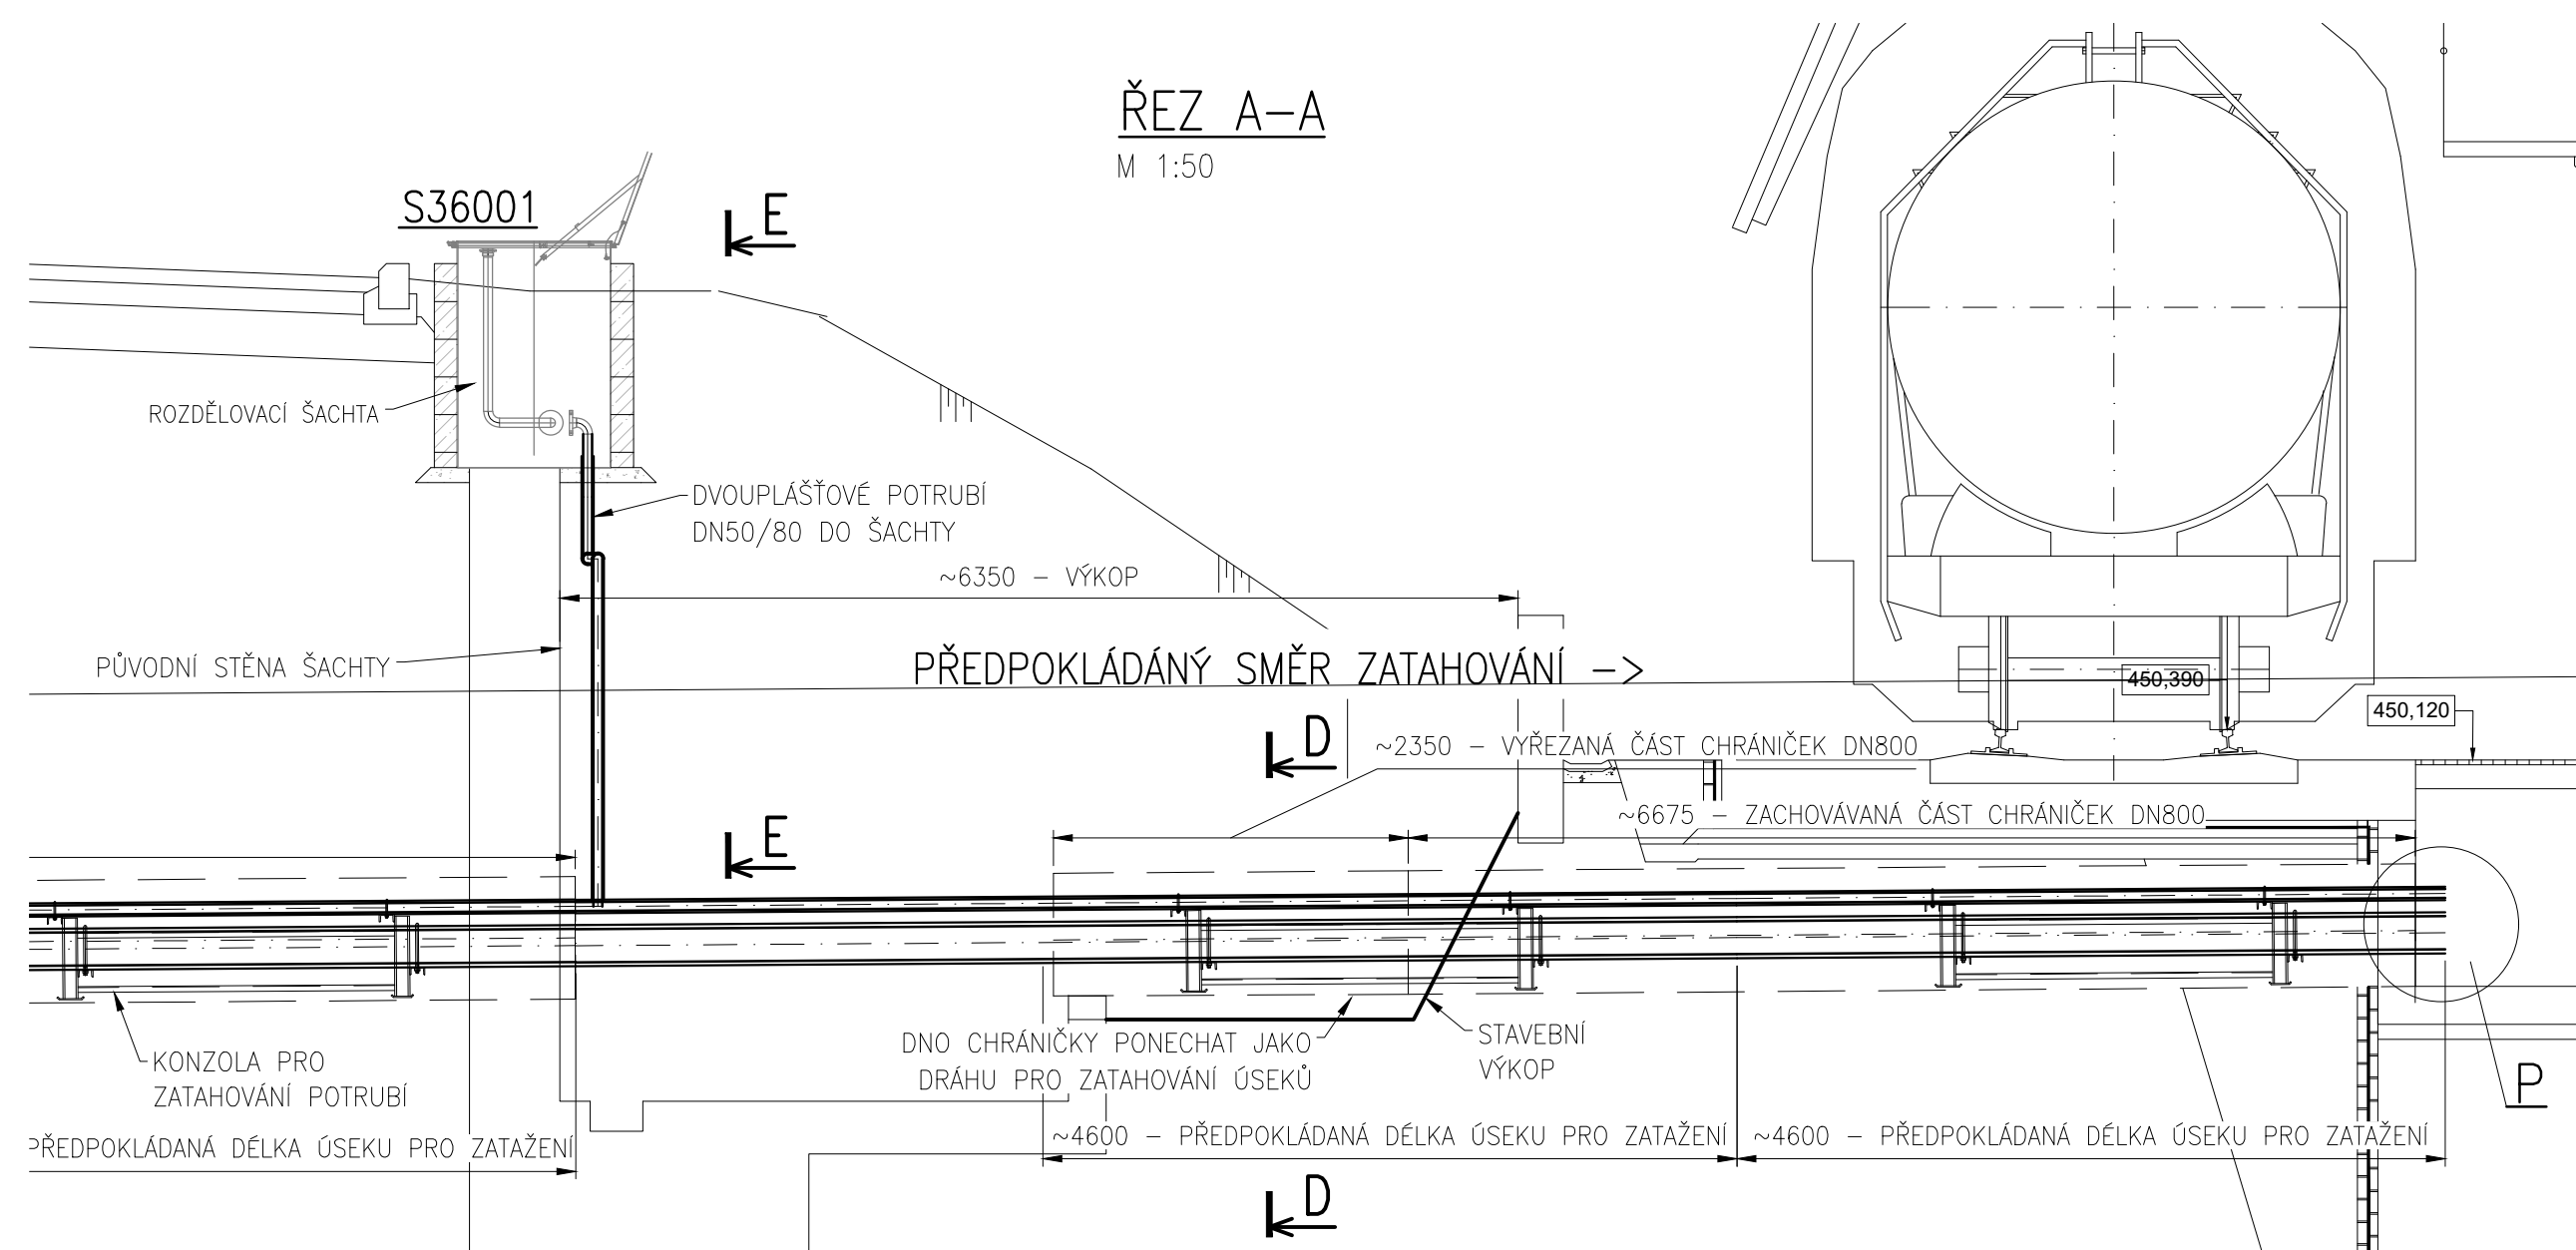 ŘEZ A-A
M 1:50
S36001
E
ROZDĚLOVACÍ ŠACHTA
DVOUPLÁŠŤOVÉ POTRUBÍ
DN50/80 DO ŠACHTY
~6350 - VÝKOP
PŮVODNÍ STĚNA ŠACHTY
PŘEDPOKLÁDÁNÝ SMĚR ZATAHOVÁNÍ ->
450,390
450,120
D
~2350 - VYŘEZANÁ ČÁST CHRÁNIČEK DN800
~6675 - ZACHOVÁVANÁ ČÁST CHRÁNIČEK DN800
E
KONZOLA PRO
ZATAHOVÁNÍ POTRUBÍ
DNO CHRÁNIČKY PONECHAT JAKO
DRÁHU PRO ZATAHOVÁNÍ ÚSEKŮ
STAVEBNÍ
VÝKOP
P
PŘEDPOKLÁDANÁ DÉLKA ÚSEKU PRO ZATAŽENÍ
~4600 - PŘEDPOKLÁDANÁ DÉLKA ÚSEKU PRO ZATAŽENÍ
~4600 - PŘEDPOKLÁDANÁ DÉLKA ÚSEKU PRO ZATAŽENÍ
D